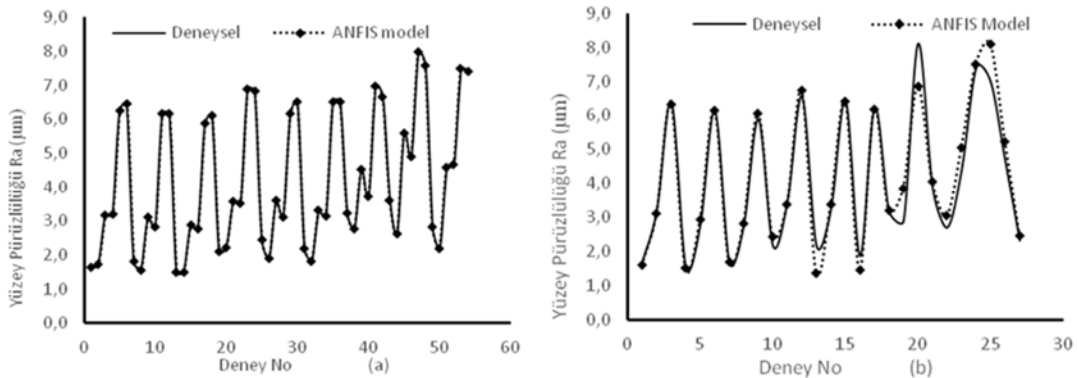 Yüzey Pürüzlülüğü Ra (µm)
9,0
8,0
7,0
6,0
5,0
4,0
3,0
2,0
1,0
0,0
Deneysel ANFIS model
0 10 20 30 40 50 60
Deney No (a)
Yüzey Pürüzlülüğü Ra (µm)
9,0
8,0
7,0
6,0
5,0
4,0
3,0
2,0
1,0
0,0
Deneysel ANFIS Model
0 5 10 15 20 25 30
Deney No (b)